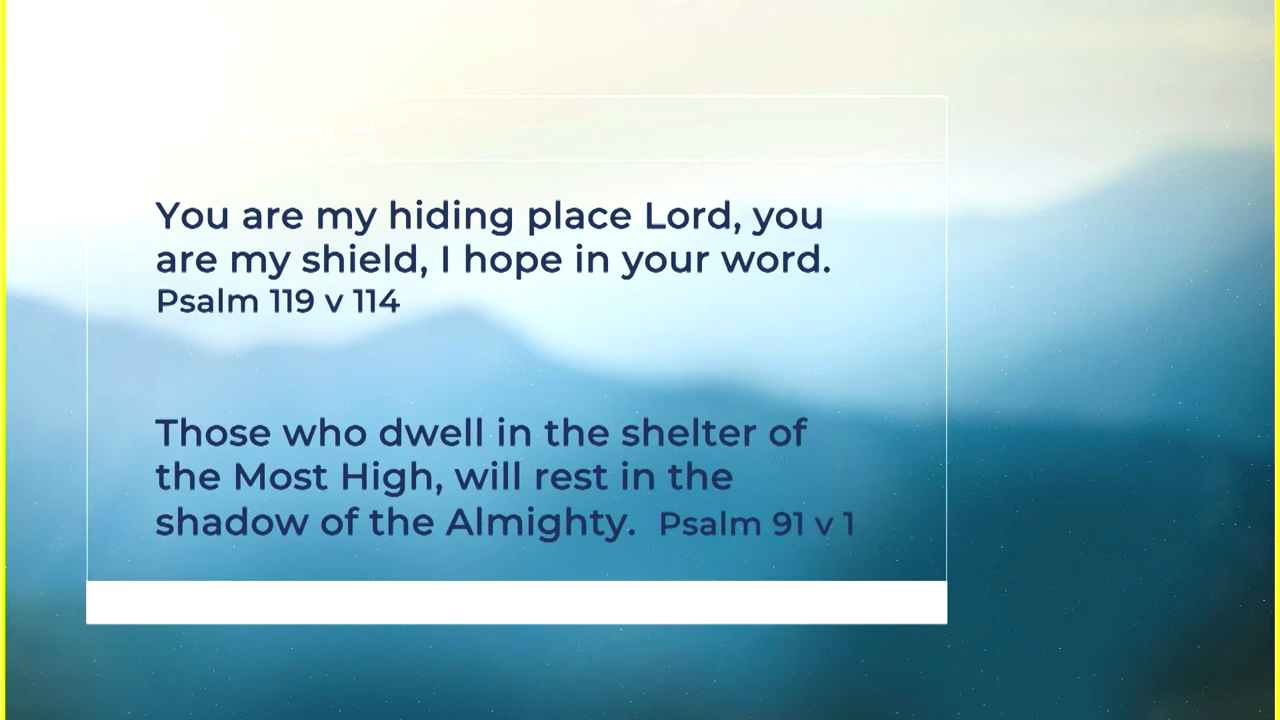 You are my hiding place Lord, you
are my shield, I hope in your word.
Psalm 119 v 114
Those who dwell in the shelter of
the Most High, will rest in the
shadow of the Almighty. Psalm 91 v 1